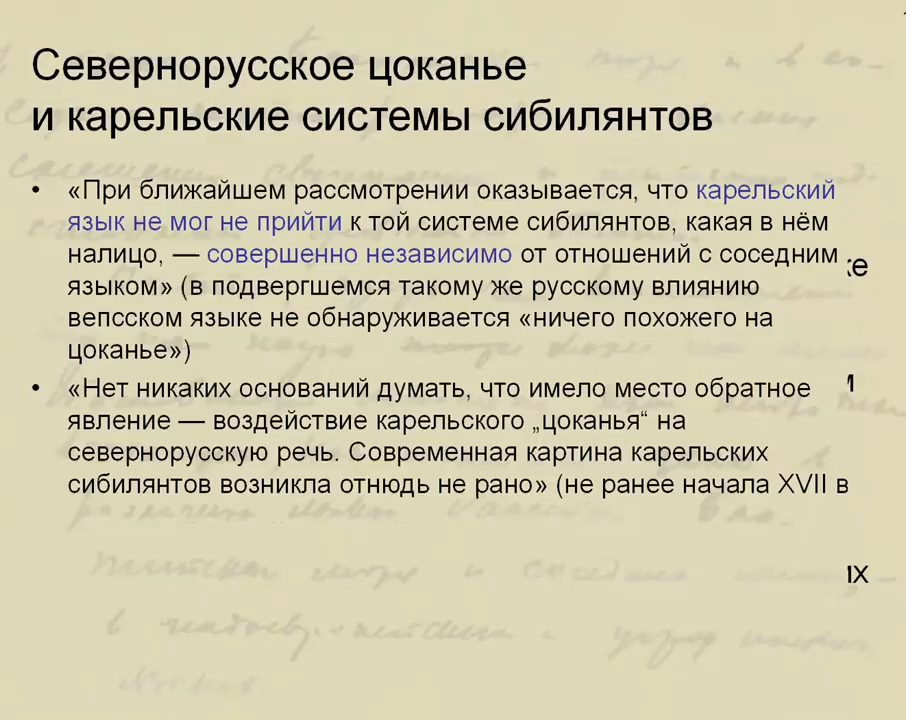 Севернорусское цоканье
и карельские системы сибилянтов
• «При ближайшем рассмотрении оказывается, что карельский
язык не мог не прийти к той системе сибилянтов, какая в нём
налицо, — совершенно независимо от отношений с соседним
языком» (в подвергшемся такому же русскому влиянию
вепсском языке не обнаруживается «ничего похожего на
цоканье»)
• «Нет никаких оснований думать, что имело место обратное
явление — воздействие карельского „цоканья“ на
севернорусскую речь. Современная картина карельских
сибилянтов возникла отнюдь не рано» (не ранее начала XVII в